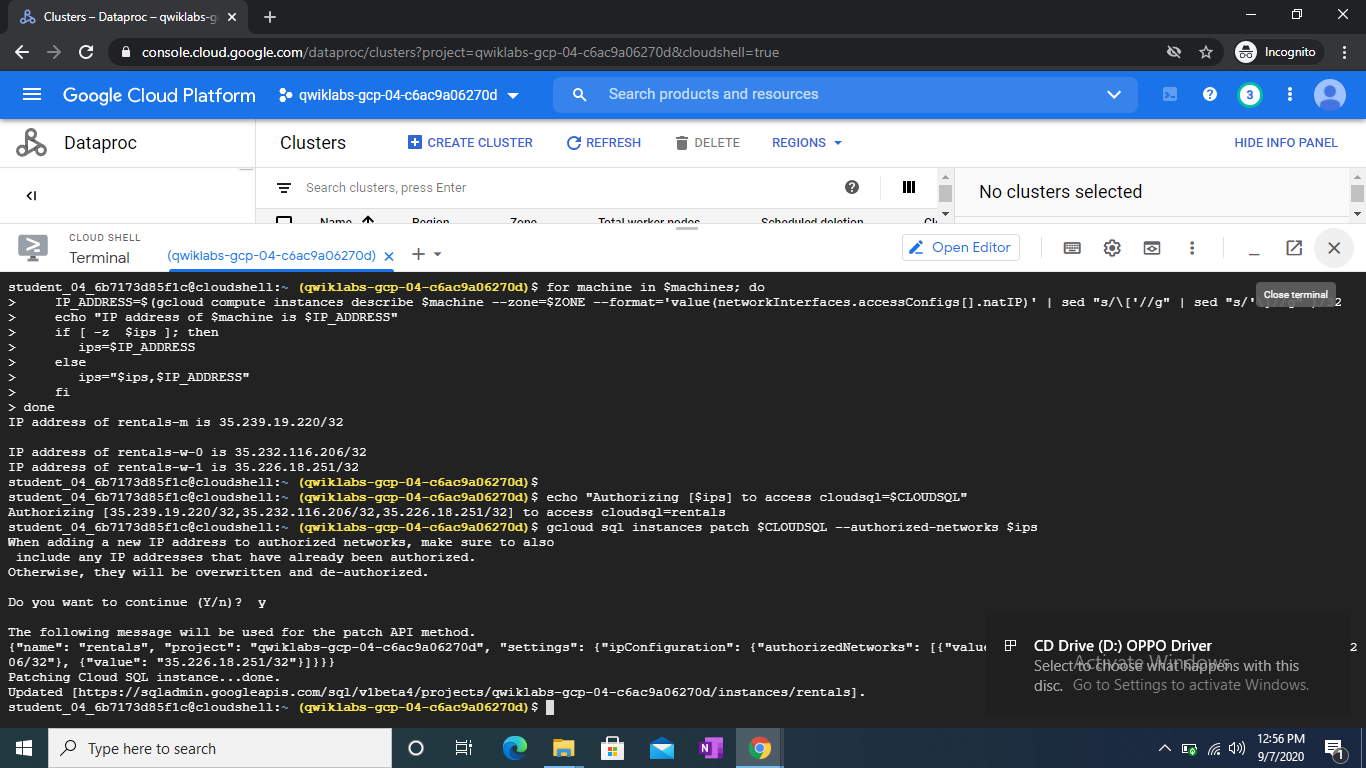 Clusters – Dataproc – qwiklabs-g
console.cloud.google.com/dataproc/clusters?project=qwiklabs-gcp-04-c6ac9a06270d&cloudshell=true
Incognito
Google Cloud Platform
qwiklabs-gcp-04-c6ac9a06270d
Search products and resources
3
Dataproc
Clusters
CREATE CLUSTER
REFRESH
DELETE
REGIONS
HIDE INFO PANEL
Search clusters, press Enter
No clusters selected
Name Region Zone Total worker nodes Scheduled deletion
CLOUD SHELL
Terminal
(qwiklabs-gcp-04-c6ac9a06270d)
Open Editor
Close terminal
student_04_6b7173d85f1c@cloudshell:~ (qwiklabs-gcp-04-c6ac9a06270d)$ for machine in $machines; do
>     IP_ADDRESS=$(gcloud compute instances describe $machine --zone=$ZONE --format='value(networkInterfaces.accessConfigs[].natIP)' | sed "s/\['//g" | sed "s/'
>     echo "IP address of $machine is $IP_ADDRESS"
>     if [ -z  $ips ]; then
>        ips=$IP_ADDRESS
>     else
>        ips="$ips,$IP_ADDRESS"
>     fi
> done
IP address of rentals-m is 35.239.19.220/32
IP address of rentals-w-0 is 35.232.116.206/32
IP address of rentals-w-1 is 35.226.18.251/32
student_04_6b7173d85f1c@cloudshell:~ (qwiklabs-gcp-04-c6ac9a06270d)$
student_04_6b7173d85f1c@cloudshell:~ (qwiklabs-gcp-04-c6ac9a06270d)$ echo "Authorizing [$ips] to access cloudsql=$CLOUDSQL"
Authorizing [35.239.19.220/32,35.232.116.206/32,35.226.18.251/32] to access cloudsql=rentals
student_04_6b7173d85f1c@cloudshell:~ (qwiklabs-gcp-04-c6ac9a06270d)$ gcloud sql instances patch $CLOUDSQL --authorized-networks $ips
When adding a new IP address to authorized networks, make sure to also
 include any IP addresses that have already been authorized.
Otherwise, they will be overwritten and de-authorized.
Do you want to continue (Y/n)?  y
The following message will be used for the patch API method.
{"name": "rentals", "project": "qwiklabs-gcp-04-c6ac9a06270d", "settings": {"ipConfiguration": {"authorizedNetworks": [{"value 2
06/32"}, {"value": "35.226.18.251/32"}]}}}
Patching Cloud SQL instance...done.
Updated [https://sqladmin.googleapis.com/sql/v1beta4/projects/qwiklabs-gcp-04-c6ac9a06270d/instances/rentals].
student_04_6b7173d85f1c@cloudshell:~ (qwiklabs-gcp-04-c6ac9a06270d)$
CD Drive (D:) OPPO Driver
Select to choose what happens with this
disc.
Activate Windows
Go to Settings to activate Windows.
Type here to search
12:56 PM
9/7/2020
1